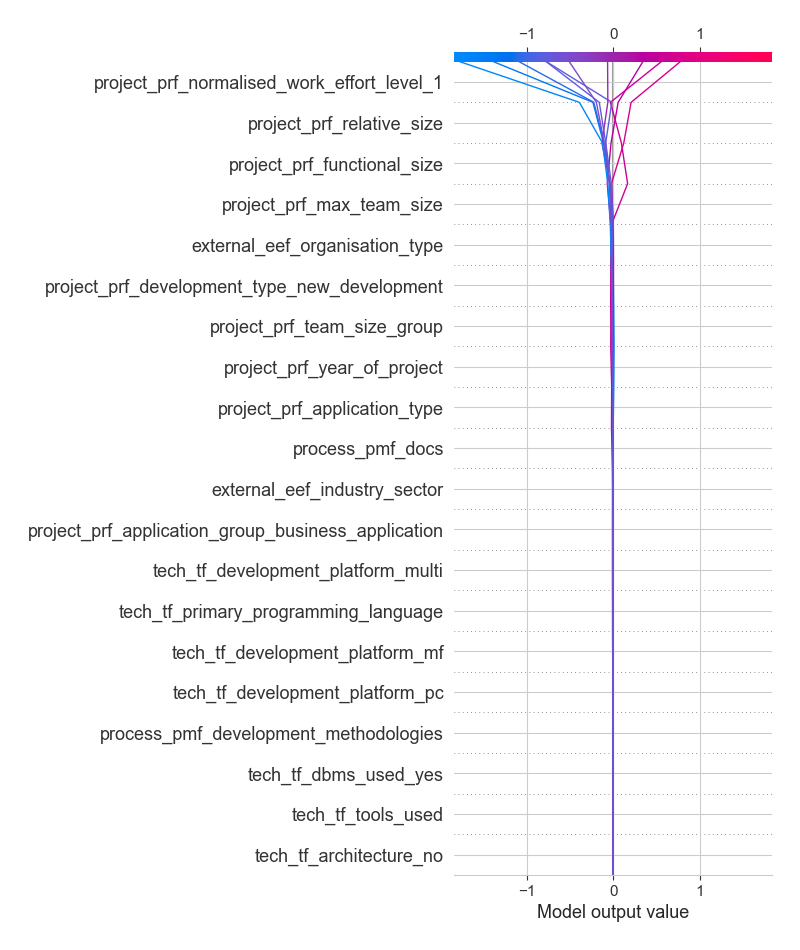 −1 0 1
project_prf_normalised_work_effort_level_1
project_prf_relative_size
project_prf_functional_size
project_prf_max_team_size
external_eef_organisation_type
project_prf_development_type_new_development
project_prf_team_size_group
project_prf_year_of_project
project_prf_application_type
process_pmf_docs
external_eef_industry_sector
project_prf_application_group_business_application
tech_tf_development_platform_multi
tech_tf_primary_programming_language
tech_tf_development_platform_mf
tech_tf_development_platform_pc
process_pmf_development_methodologies
tech_tf_dbms_used_yes
tech_tf_tools_used
tech_tf_architecture_no
−1 0 1
Model output value